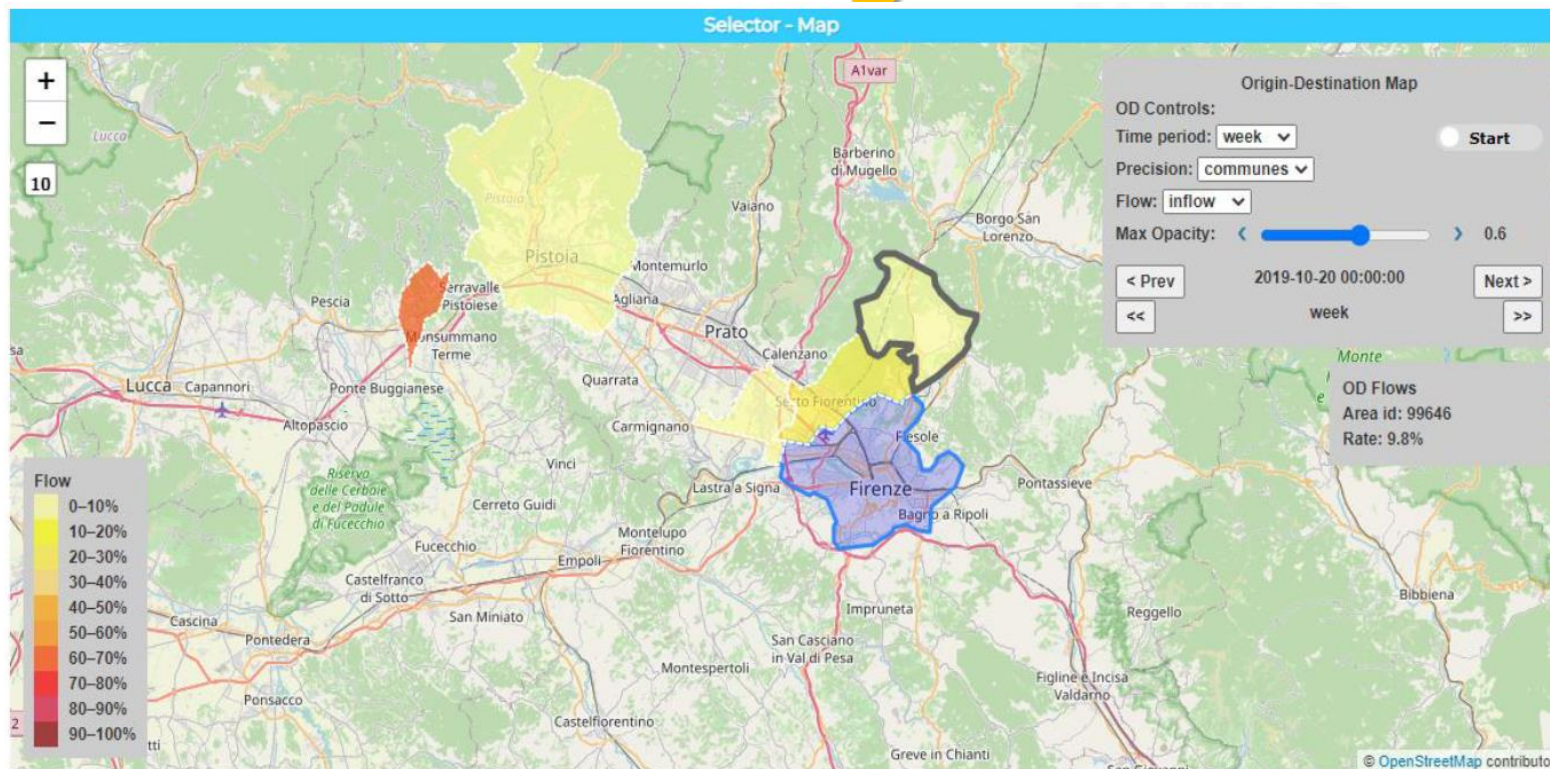 Selector - Map
+
−
10
A1var
Lucca
Barberino
di Mugello
Pistoia
Vaiano
Borgo San
Lorenzo
Pistoia
Montemurlo
Serravalle
Pistoiese
Pescia
Agliana
Prato
Monsummano
Terme
Calenzano
Lucca
Capannori
Ponte Buggianese
Quarrata
Sesto Fiorentino
Altopascio
Carmignano
Fiesole
Riserva
delle Cerbaie
e del Padule
di Fucecchio
Vinci
Lastra a Signa
Firenze
Pontassieve
Cerreto Guidi
Bagno a Ripoli
Montelupo
Fiorentino
Fucecchio
Empoli
Castelfranco
di Sotto
Impruneta
Reggello
Bibbiena
Cascina
San Miniato
Pontedera
San Casciano
in Val di Pesa
Montespertoli
Figline e Incisa
Valdarno
Ponsacco
Castelfiorentino
Greve in Chianti
2
Monte
Origin-Destination Map
OD Controls:
Time period: week
Start
Precision: communes
Flow: inflow
Max Opacity: 0.6
< Prev 2019-10-20 00:00:00 Next >
<< week >>
OD Flows
Area id: 99646
Rate: 9.8%
Flow
0–10%
10–20%
20–30%
30–40%
40–50%
50–60%
60–70%
70–80%
80–90%
90–100%
© OpenStreetMap contributo